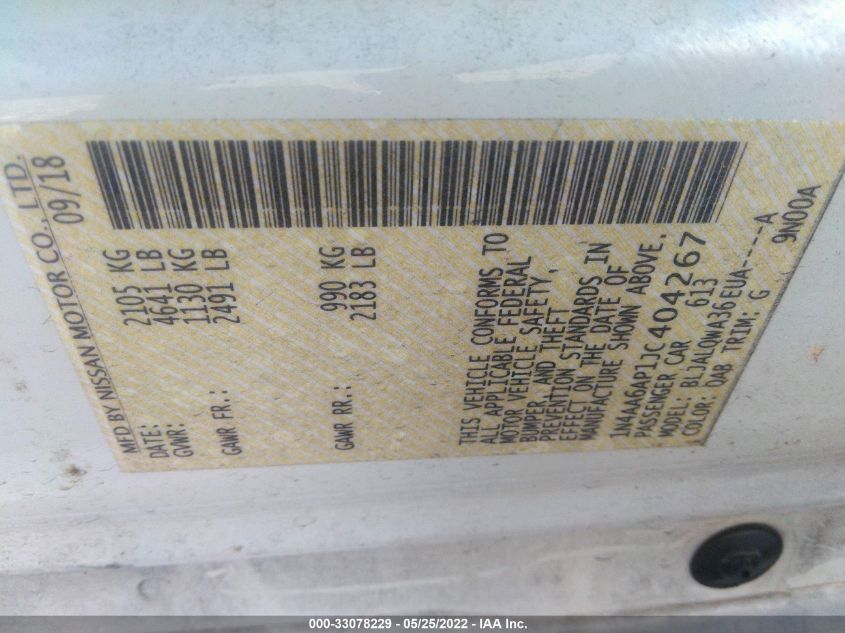 MFD BY NISSAN MOTOR CO., LTD.
DATE: 09/18
GVWR: 2105 KG
4641 LB
GAWR FR.: 1130 KG
2491 LB
GAWR RR.: 990 KG
2183 LB
THIS VEHICLE CONFORMS TO
ALL APPLICABLE FEDERAL
MOTOR VEHICLE SAFETY,
BUMPER, AND THEFT
PREVENTION STANDARDS IN
EFFECT ON THE DATE OF
MANUFACTURE SHOWN ABOVE.
1N4AA6AP1JC404267
PASSENGER CAR 613
MODEL: BLJALQWA36EUA-----A
COLOR: QAB TRIM: G 9N00A
000-33078229 - 05/25/2022 - IAA Inc.